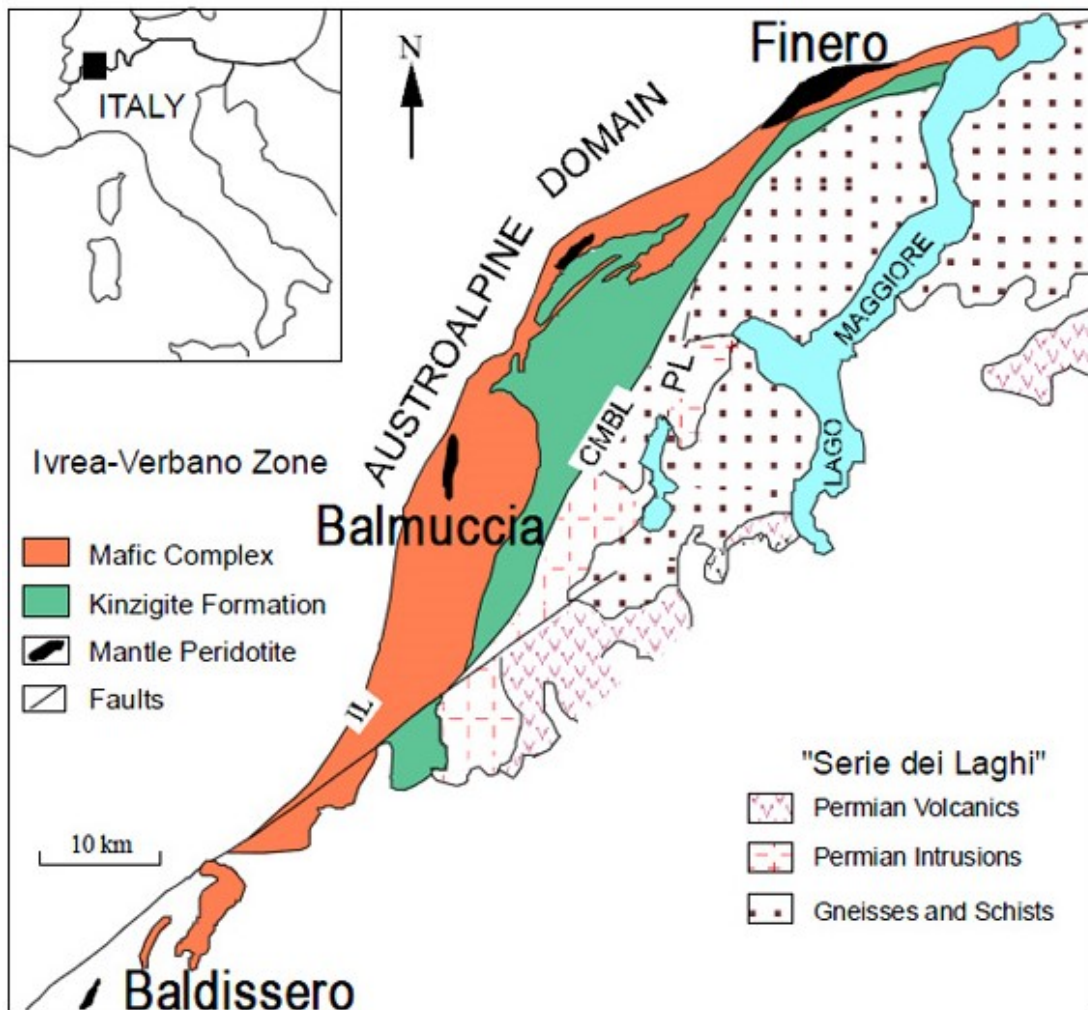 ITALY
N
Finero
AUSTROALPINE DOMAIN
MAGGIORE
LAGO
PL
CMBL
Balmuccia
IL
Ivrea-Verbano Zone
Mafic Complex
Kinzigite Formation
Mantle Peridotite
Faults
10 km
Baldissero
"Serie dei Laghi"
Permian Volcanics
Permian Intrusions
Gneisses and Schists